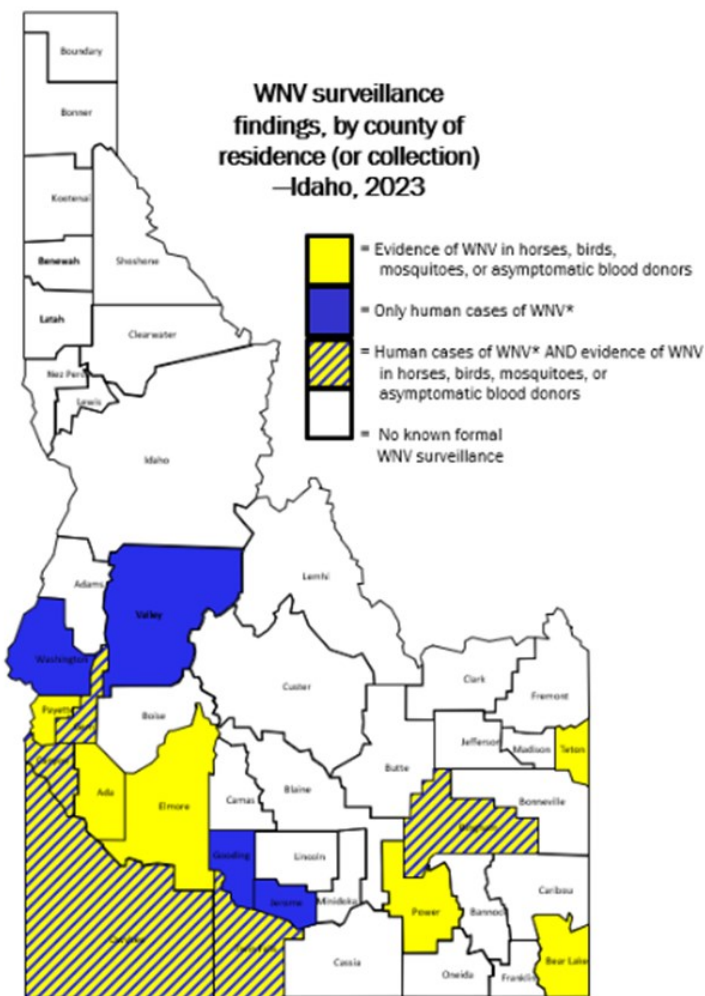 WNV surveillance
findings, by county of
residence (or collection)
—Idaho, 2023
= Evidence of WNV in horses, birds,
mosquitoes, or asymptomatic blood donors
= Only human cases of WNV*
= Human cases of WNV* AND evidence of WNV
in horses, birds, mosquitoes, or
asymptomatic blood donors
= No known formal
WNV surveillance
Boundary
Bonner
Kootenai
Benewah
Shoshone
Latah
Clearwater
Nez Perc
Lewis
Idaho
Lemhi
Adams
Valley
Washington
Custer
Clark
Fremont
Payette
Boise
Jefferson
Madison
Teton
Butte
Ada
Elmore
Camas
Blaine
Bonneville
Gooding
Lincoln
Jerome
Minidoka
Power
Bannoc
Caribou
Cassia
Oneida
Franklin
Bear Lake